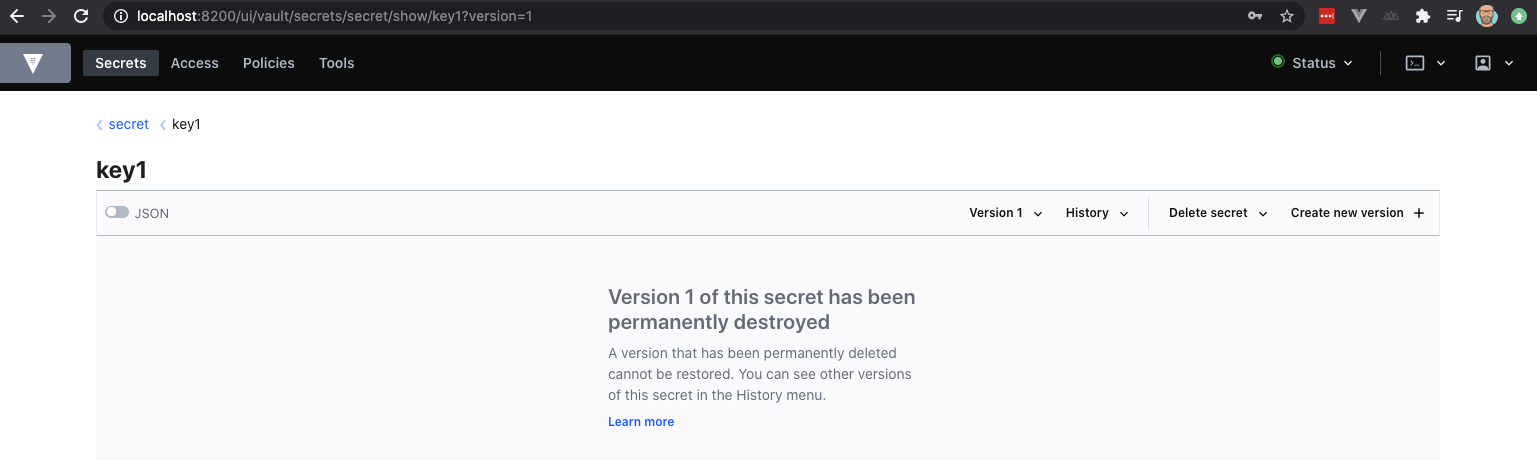 localhost:8200/ui/vault/secrets/secret/show/key1?version=1
Secrets Access Policies Tools Status
secret key1
key1
JSON Version 1 History Delete secret Create new version +
Version 1 of this secret has been
permanently destroyed
A version that has been permanently deleted
cannot be restored. You can see other versions
of this secret in the History menu.
Learn more